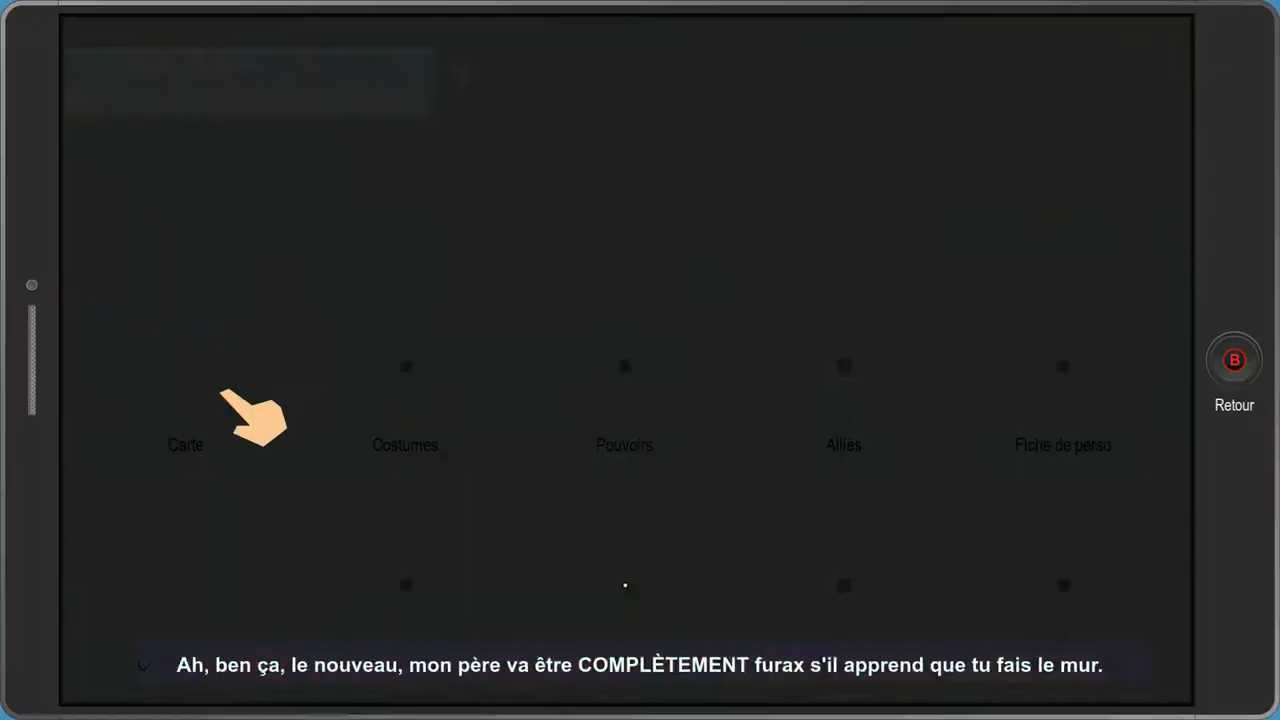 B
Retour
Carte
Costumes
Pouvoirs
Alliés
Fiche de perso
Ah, ben ça, le nouveau, mon père va être COMPLÈTEMENT furax s'il apprend que tu fais le mur.